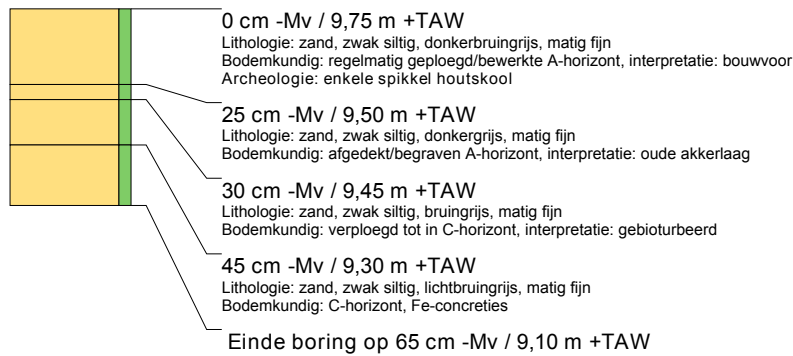 0 cm -Mv / 9,75 m +TAW
Lithologie: zand, zwak siltig, donkerbruingrijs, matig fijn
Bodemkundig: regelmatig geploegd/bewerkte A-horizont, interpretatie: bouwvoor
Archeologie: enkele spikkel houtskool
25 cm -Mv / 9,50 m +TAW
Lithologie: zand, zwak siltig, donkergrijs, matig fijn
Bodemkundig: afgedekt/begraven A-horizont, interpretatie: oude akkerlaag
30 cm -Mv / 9,45 m +TAW
Lithologie: zand, zwak siltig, bruingrijs, matig fijn
Bodemkundig: verploegd tot in C-horizont, interpretatie: gebioturbeerd
45 cm -Mv / 9,30 m +TAW
Lithologie: zand, zwak siltig, lichtbruingrijs, matig fijn
Bodemkundig: C-horizont, Fe-concreties
Einde boring op 65 cm -Mv / 9,10 m +TAW